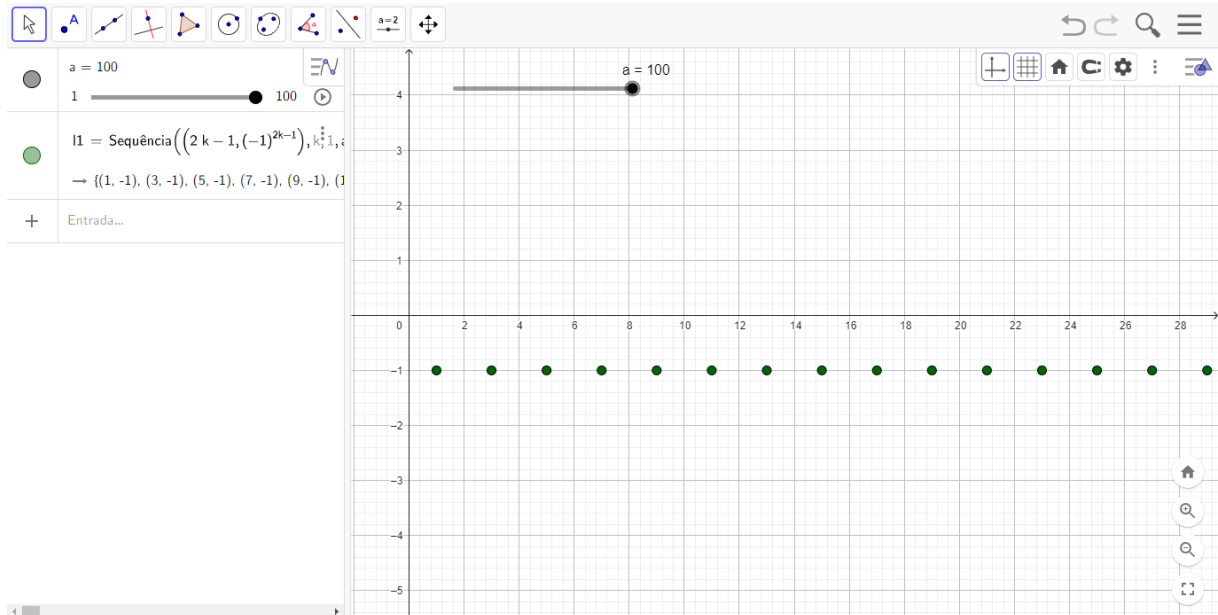 A
α
a=2
a = 100
1 100
l1 = Sequência((2 k − 1, (−1)^{2k−1}), k, 1, a
→ {(1, -1), (3, -1), (5, -1), (7, -1), (9, -1), (1
+ Entrada...
a = 100
4
3
2
1
0 2 4 6 8 10 12 14 16 18 20 22 24 26 28
−1
−2
−3
−4
−5